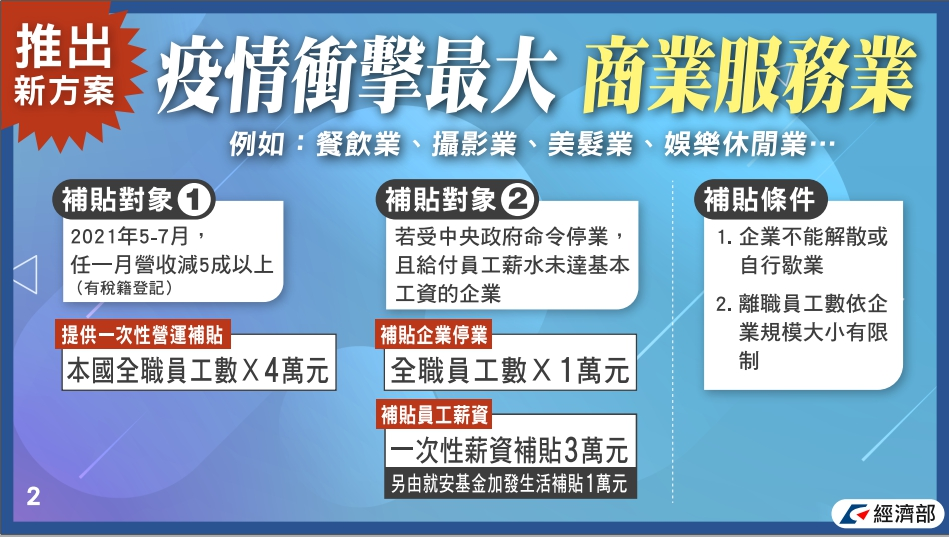 推出
新方案
疫情衝擊最大 商業服務業
例如：餐飲業、攝影業、美髮業、娛樂休閒業…
補貼對象1
2021年5-7月，
任一月營收減5成以上
（有稅籍登記）
提供一次性營運補貼
本國全職員工數X4萬元
補貼對象2
若受中央政府命令停業，
且給付員工薪水未達基本
工資的企業
補貼企業停業
全職員工數X1萬元
補貼員工薪資
一次性薪資補貼3萬元
另由就安基金加發生活補貼1萬元
補貼條件
1. 企業不能解散或
自行歇業
2. 離職員工數依企
業規模大小有限
制
2
經濟部